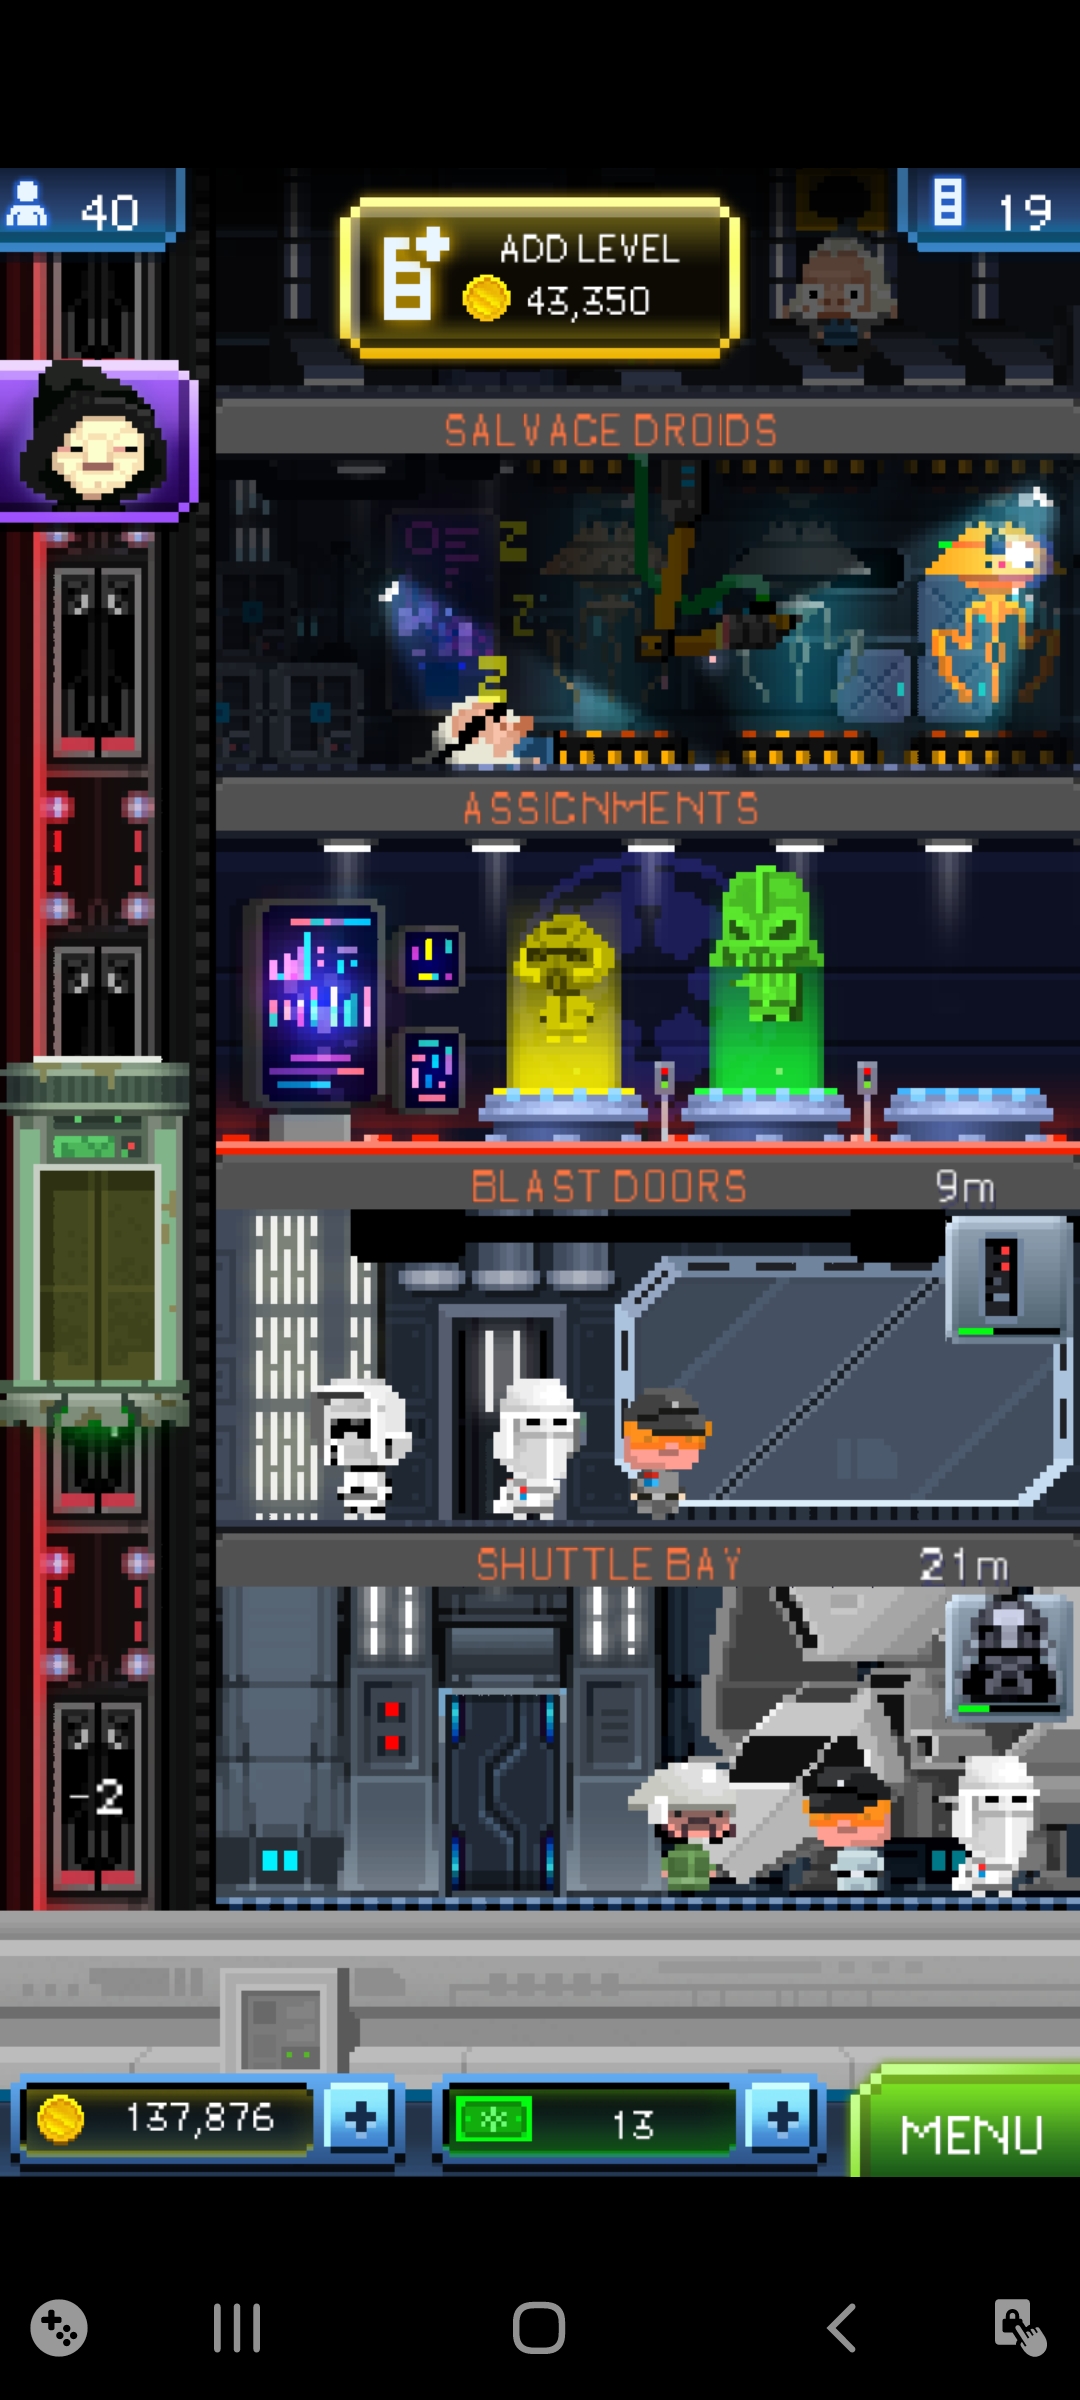 40
ADD LEVEL
43,350
19
SALVAGE DROIDS
Z
Z
Z
ASSIGNMENTS
BLAST DOORS 9m
SHUTTLE BAY 21m
-2
137,876
13
MENU